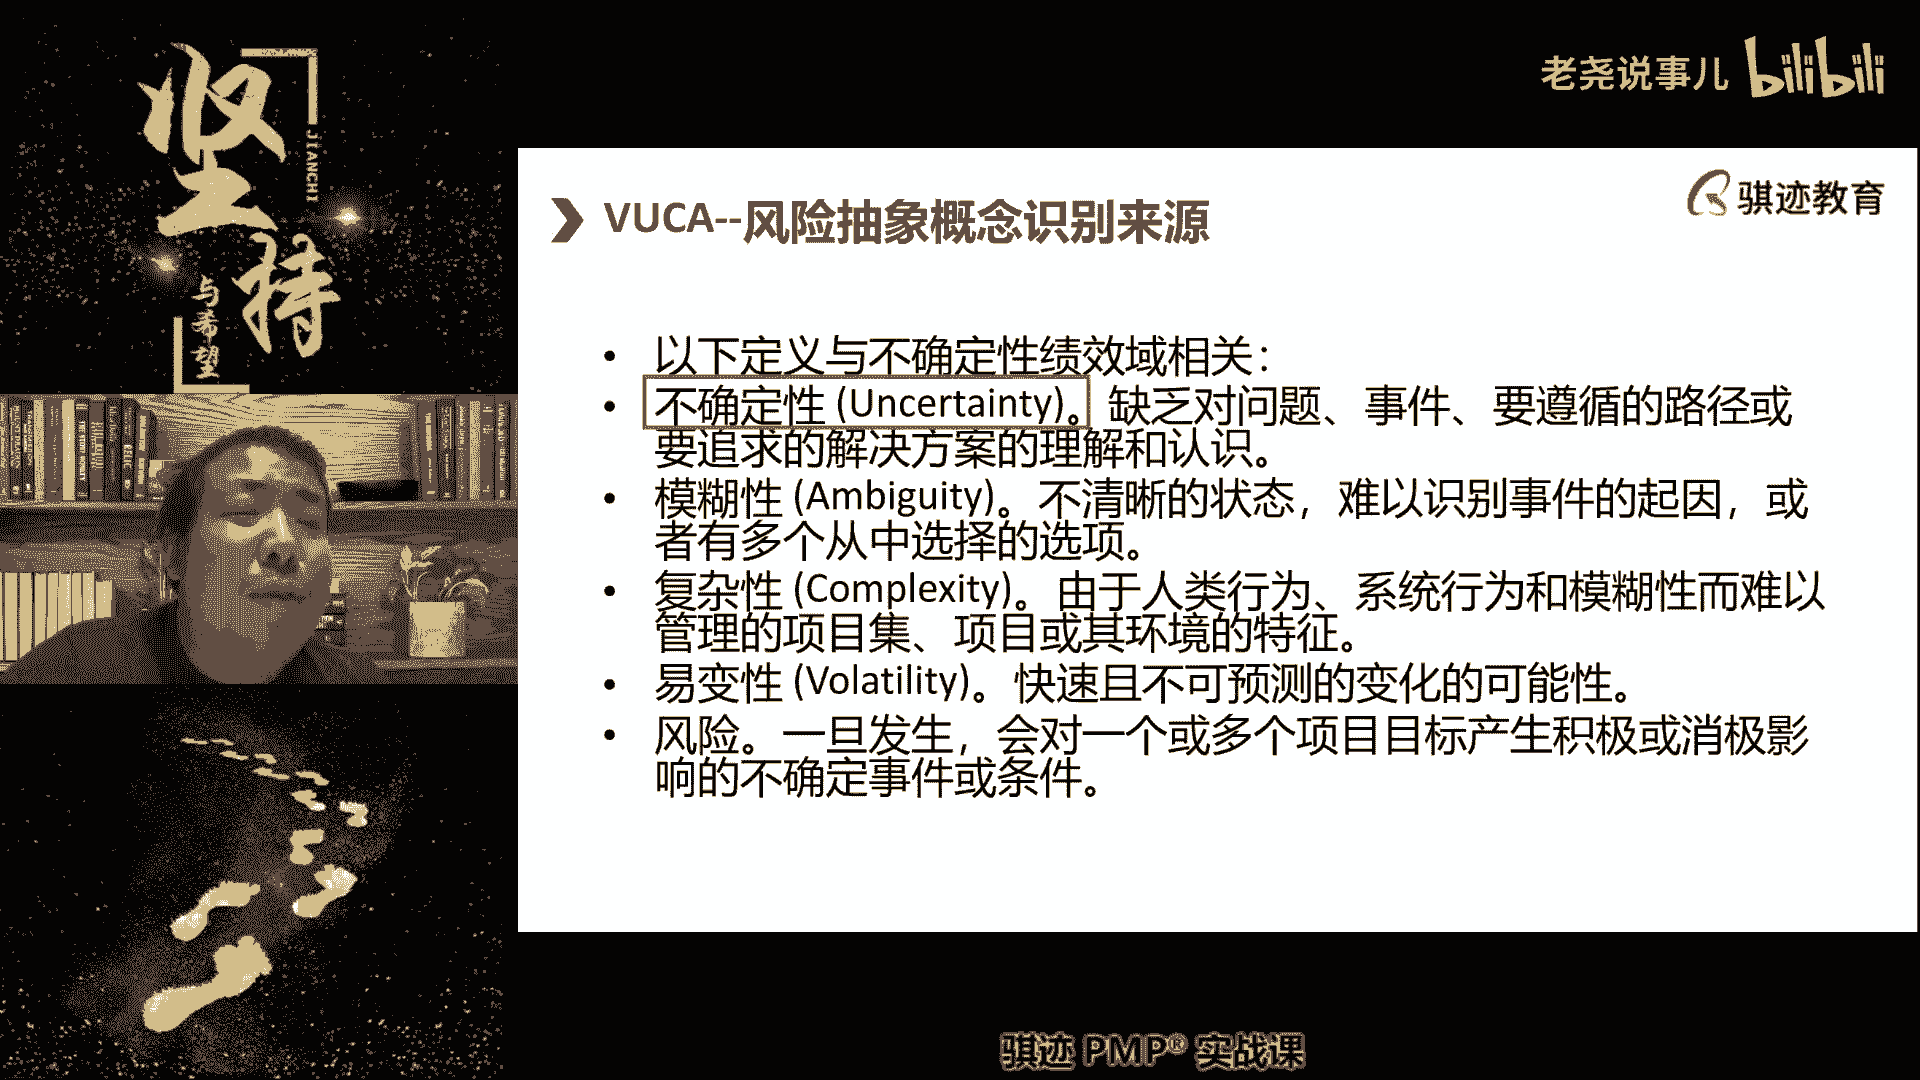 坚持
JIANCHI
与希望
老尧说事儿 bilibili
骐迹教育
VUCA--风险抽象概念识别来源
• 以下定义与不确定性绩效域相关：
• 不确定性 (Uncertainty)。缺乏对问题、事件、要遵循的路径或
要追求的解决方案的理解和认识。
• 模糊性 (Ambiguity)。不清晰的状态，难以识别事件的起因，或
者有多个从中选择的选项。
• 复杂性 (Complexity)。由于人类行为、系统行为和模糊性而难以
管理的项目集、项目或其环境的特征。
• 易变性 (Volatility)。快速且不可预测的变化的可能性。
• 风险。一旦发生，会对一个或多个项目目标产生积极或消极影
响的不确定事件或条件。
骐迹 PMP® 实战课